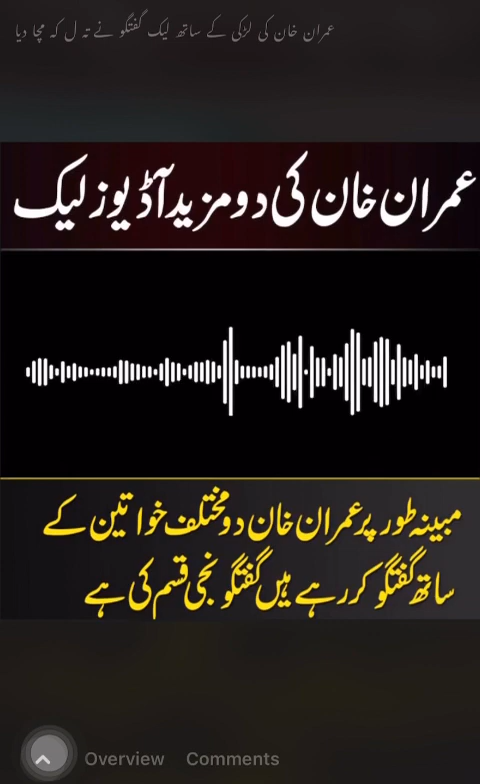 عمران خان کی لڑکی کے ساتھ لیک گفتگو نے تہ ل کہ مچا دیا
عمران خان کی دو مزید آڈیوز لیک
مبینہ طور پر عمران خان دو مختلف خواتین کے
ساتھ گفتگو کر رہے ہیں گفتگو نجی قسم کی ہے
Overview Comments